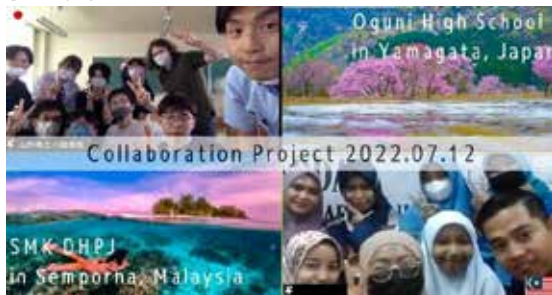 Oguni High School
in Yamagata, Japan
Collaboration Project 2022.07.12
SMK DHPJ
in Semporna, Malaysia